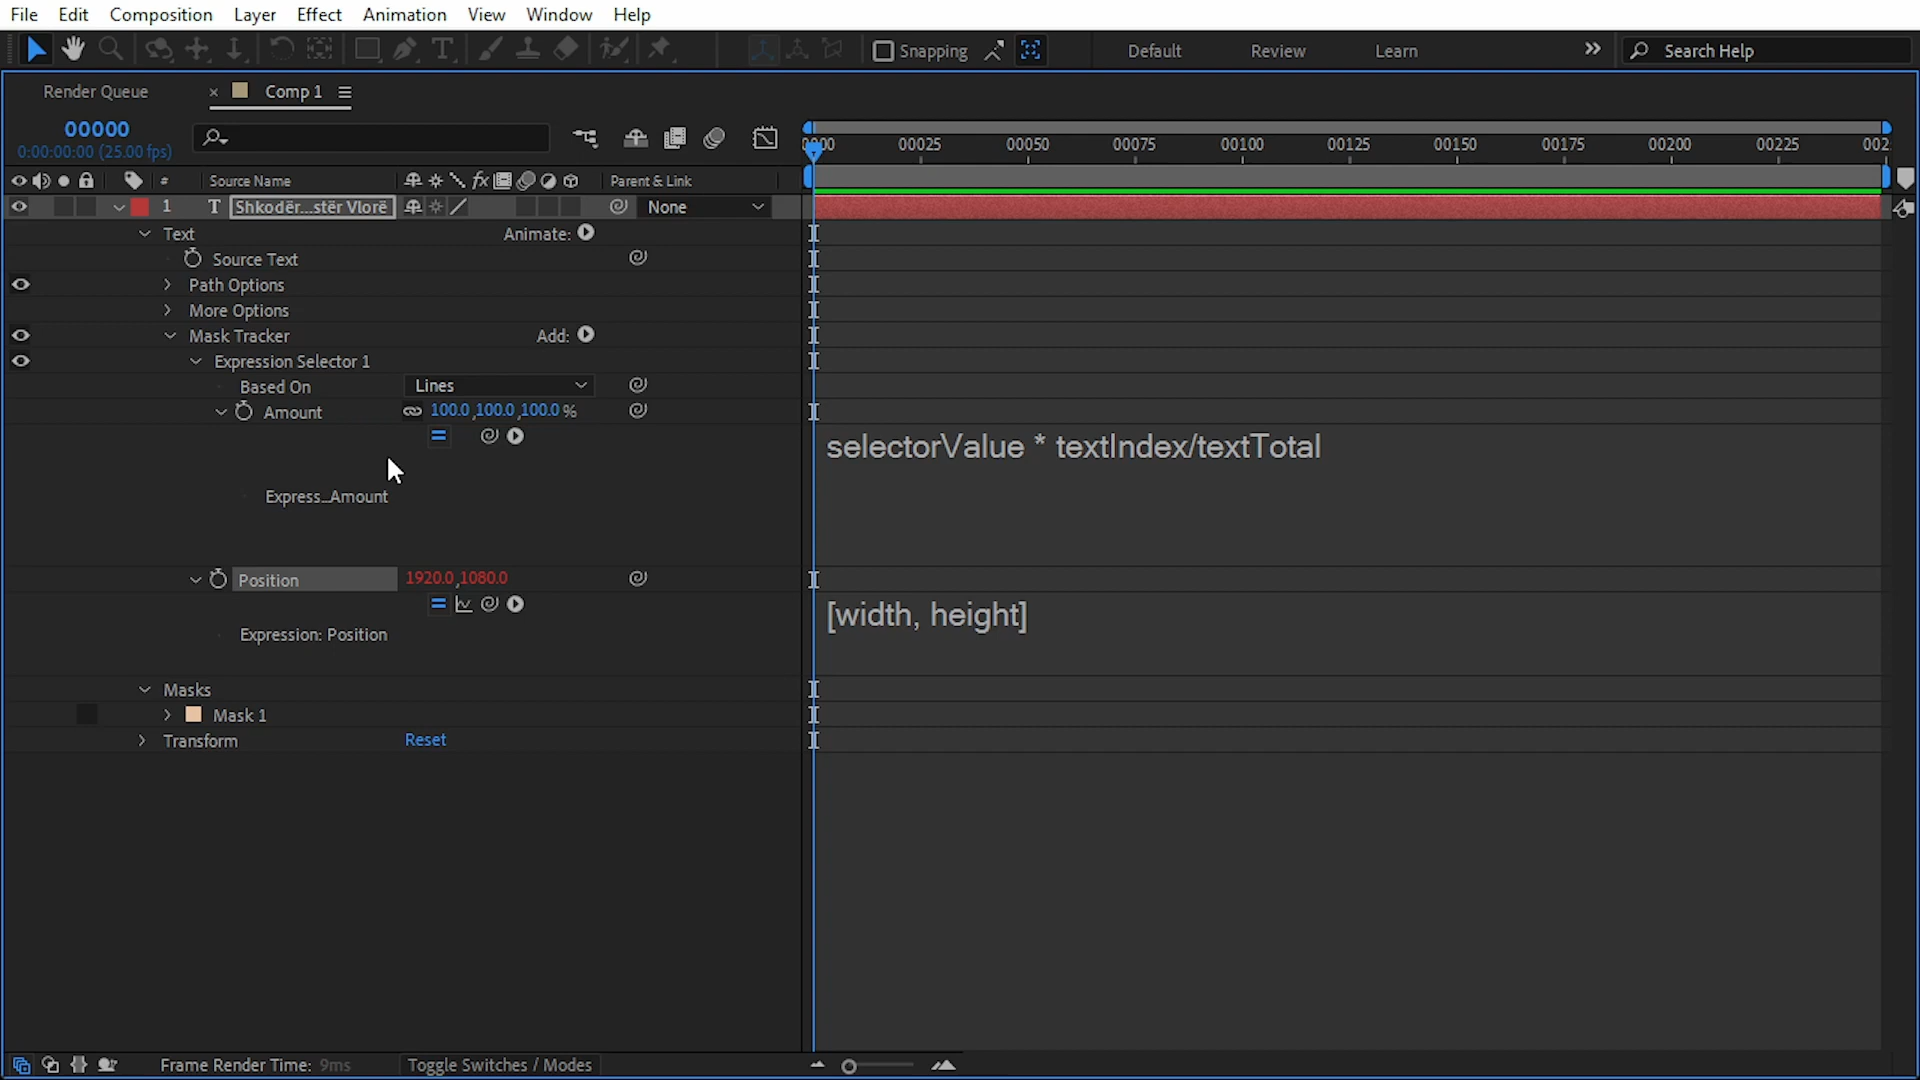 File Edit Composition Layer Effect Animation View Window Help
Snapping Default Review Learn Search Help
Render Queue Comp 1
00000
0:00:00:00 (25.00 fps)
00025 00050 00075 00100 00125 00150 00175 00200 00225
# Source Name fx Parent & Link
1 T Shkodër...stër Vlorë None
Text Animate:
Source Text
Path Options
More Options
Mask Tracker Add:
Expression Selector 1
Based On Lines
Amount 100.0,100.0,100.0 %
selectorValue * textIndex/textTotal
Express...Amount
Position 1920.0,1080.0
[width, height]
Expression: Position
Masks
Mask 1
Transform Reset
Frame Render Time: 9ms Toggle Switches / Modes